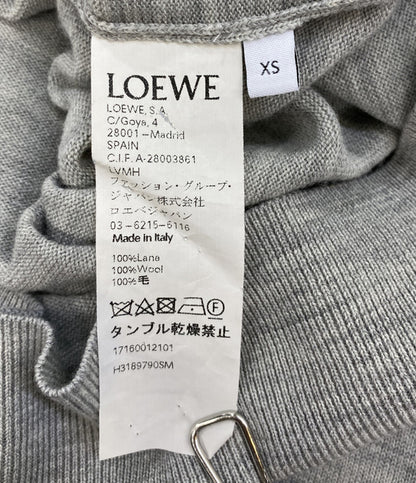 LOEWE
XS
LOEWE, S.A.
C/Goya, 4
28001-Madrid
SPAIN
C.I.F. A-28003861
LVMH
ファッション・グループ・
ジャパン株式会社
ロエベジャパン
03-6215-6116
Made in Italy
100%Lana
100%Wool
100%毛
F
タンブル乾燥禁止
17160012101
H3189790SM